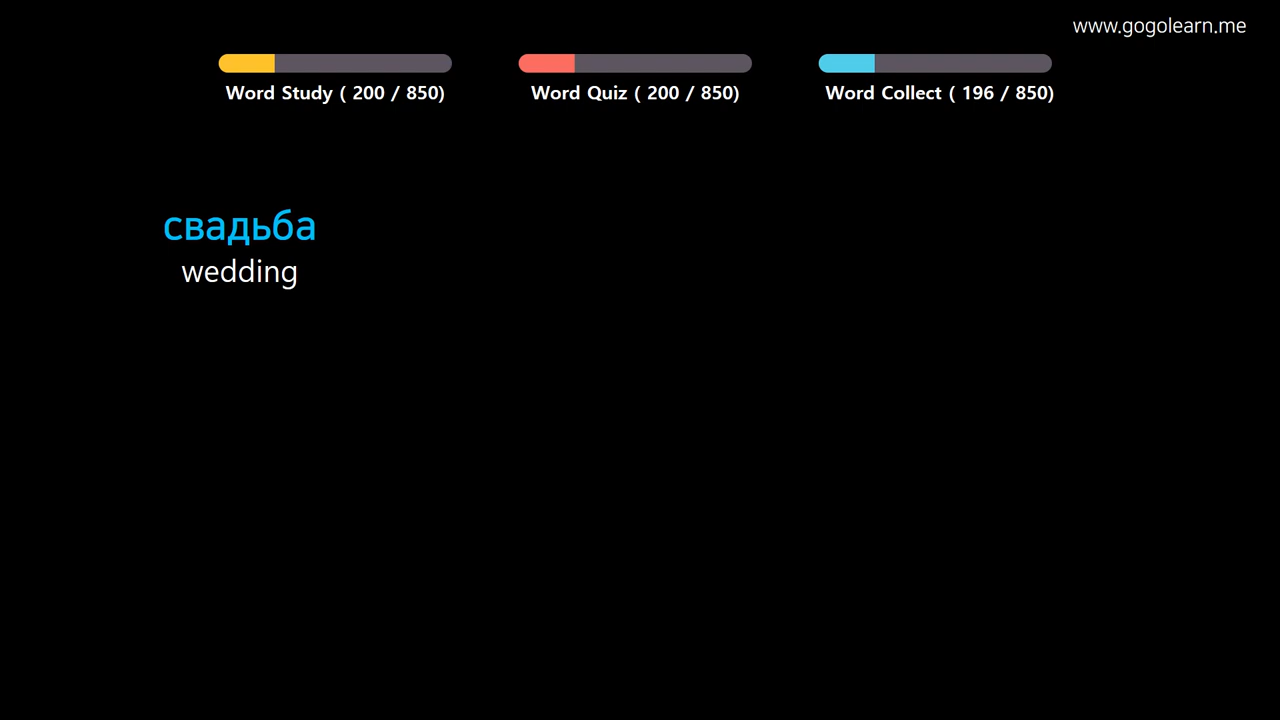 www.gogolearn.me
Word Study ( 200 / 850)
Word Quiz ( 200 / 850)
Word Collect ( 196 / 850)
свадьба
wedding